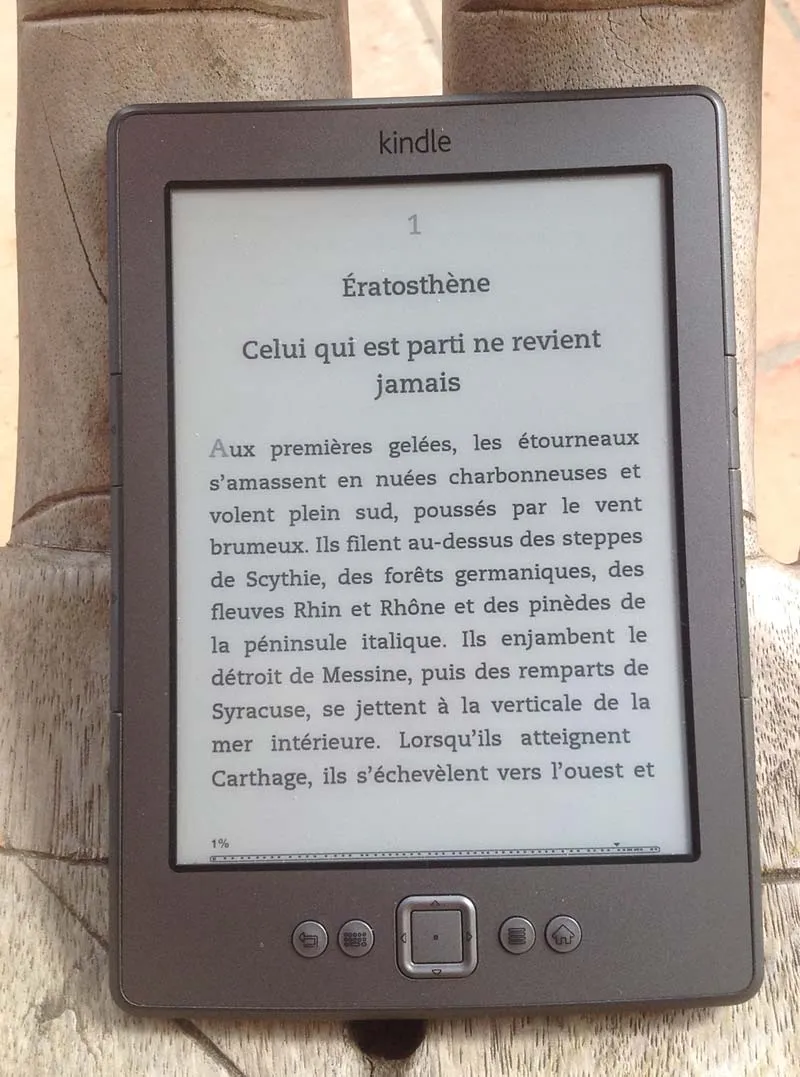 kindle
1
Ératosthène
Celui qui est parti ne revient
jamais
Aux premières gelées, les étourneaux
s'amassent en nuées charbonneuses et
volent plein sud, poussés par le vent
brumeux. Ils filent au-dessus des steppes
de Scythie, des forêts germaniques, des
fleuves Rhin et Rhône et des pinèdes de
la péninsule italique. Ils enjambent le
détroit de Messine, puis des remparts de
Syracuse, se jettent à la verticale de la
mer intérieure. Lorsqu'ils atteignent
Carthage, ils s'échevèlent vers l'ouest et
1%